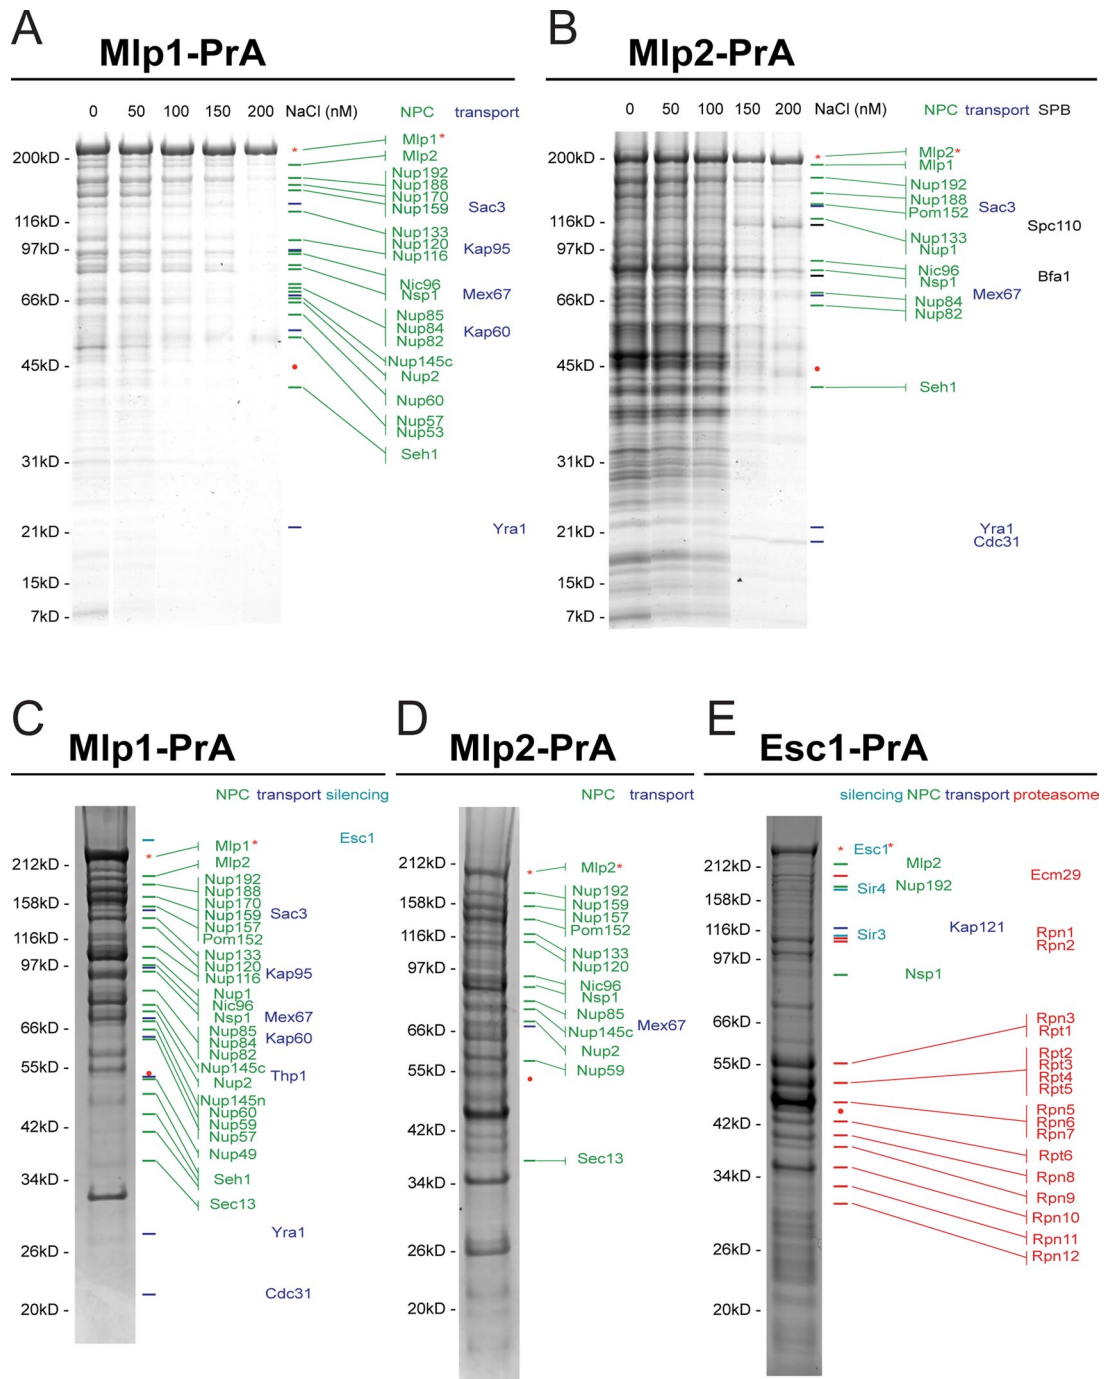 A
Mlp1-PrA
0 50 100 150 200 NaCl (nM) NPC transport
200kD -
116kD -
97kD -
66kD -
45kD -
31kD -
21kD -
15kD -
7kD -
*
Mlp1*
Mlp2
Nup192
Nup188
Nup170
Nup159
Sac3
Nup133
Nup120
Nup116
Kap95
Nic96
Nsp1
Mex67
Nup85
Nup84
Nup82
Kap60
Nup145c
Nup2
Nup60
Nup57
Nup53
Seh1
Yra1
B
Mlp2-PrA
0 50 100 150 200 NaCl (nM) NPC transport SPB
200kD -
116kD -
97kD -
66kD -
45kD -
31kD -
21kD -
15kD -
7kD -
*
Mlp2*
Mlp1
Nup192
Nup188
Pom152
Sac3
Spc110
Nup133
Nup1
Nic96
Nsp1
Bfa1
Mex67
Nup84
Nup82
Seh1
Yra1
Cdc31
C
Mlp1-PrA
NPC transport silencing
212kD -
158kD -
116kD -
97kD -
66kD -
55kD -
42kD -
34kD -
26kD -
20kD -
Esc1
*
Mlp1*
Mlp2
Nup192
Nup188
Nup170
Nup159
Nup157
Pom152
Sac3
Nup133
Nup120
Nup116
Kap95
Nup1
Nic96
Nsp1
Mex67
Nup85
Nup84
Nup82
Kap60
Nup145c
Nup2
Thp1
Nup145n
Nup60
Nup59
Nup57
Nup49
Seh1
Sec13
Yra1
Cdc31
D
Mlp2-PrA
NPC transport
212kD -
158kD -
116kD -
97kD -
66kD -
55kD -
42kD -
34kD -
26kD -
20kD -
*
Mlp2*
Nup192
Nup159
Nup157
Pom152
Nup133
Nup120
Nic96
Nsp1
Nup85
Nup145c
Mex67
Nup2
Nup59
Sec13
E
Esc1-PrA
silencing NPC transport proteasome
212kD -
158kD -
116kD -
97kD -
66kD -
55kD -
42kD -
34kD -
26kD -
20kD -
* Esc1*
Mlp2
Ecm29
Sir4 Nup192
Kap121
Sir3
Rpn1
Rpn2
Nsp1
Rpn3
Rpt1
Rpt2
Rpt3
Rpt4
Rpt5
Rpn5
Rpn6
Rpn7
Rpt6
Rpn8
Rpn9
Rpn10
Rpn11
Rpn12